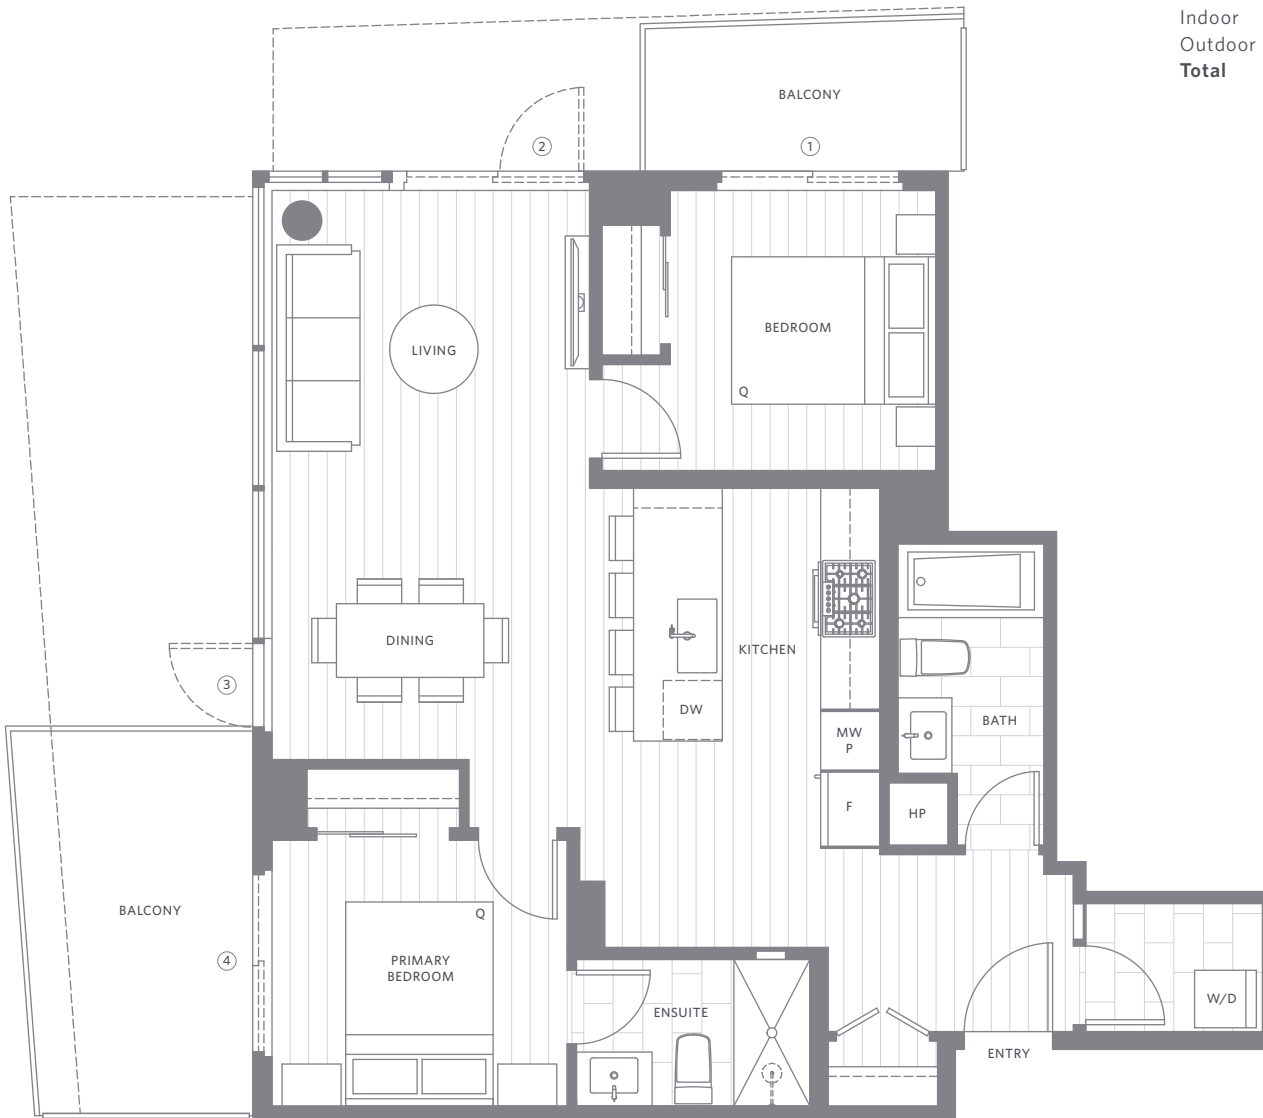 Indoor
Outdoor
Total
BALCONY
②
①
BEDROOM
LIVING
Q
DINING
KITCHEN
③
DW
MW
P
BATH
F
HP
BALCONY
Q
④
PRIMARY
BEDROOM
ENSUITE
W/D
ENTRY